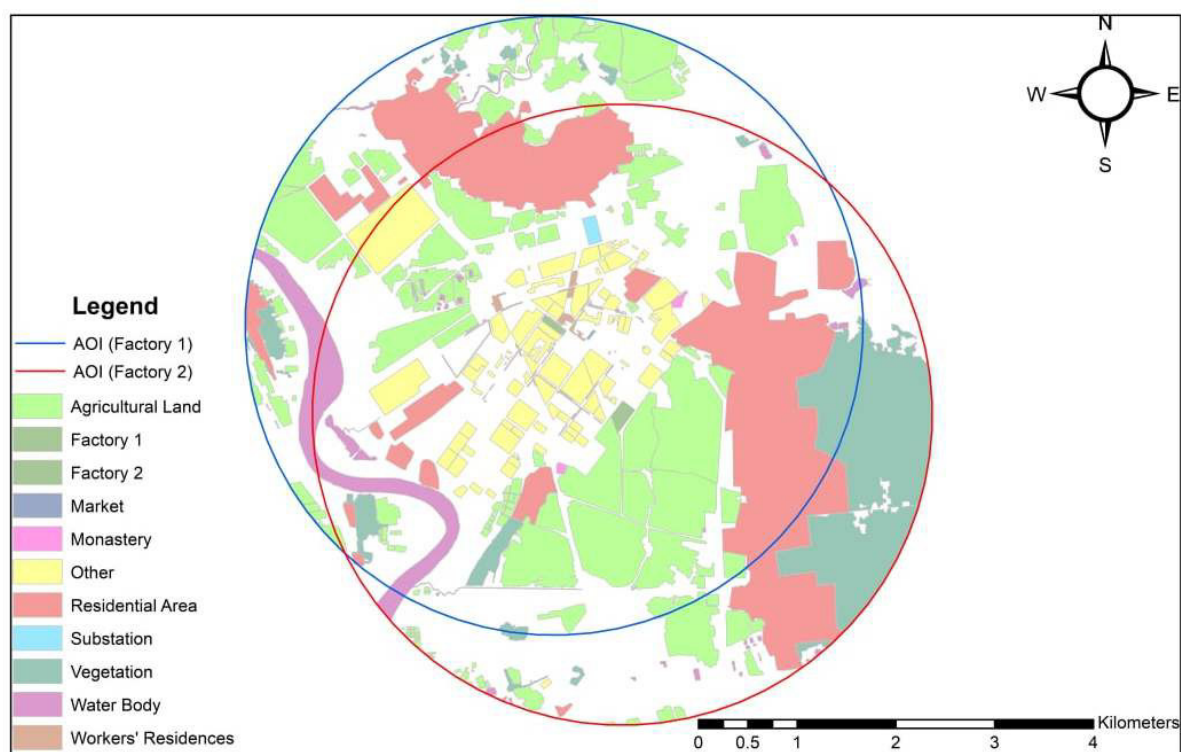 N
W E
S
Legend
AOI (Factory 1)
AOI (Factory 2)
Agricultural Land
Factory 1
Factory 2
Market
Monastery
Other
Residential Area
Substation
Vegetation
Water Body
Workers' Residences
Kilometers
0 0.5 1 2 3 4